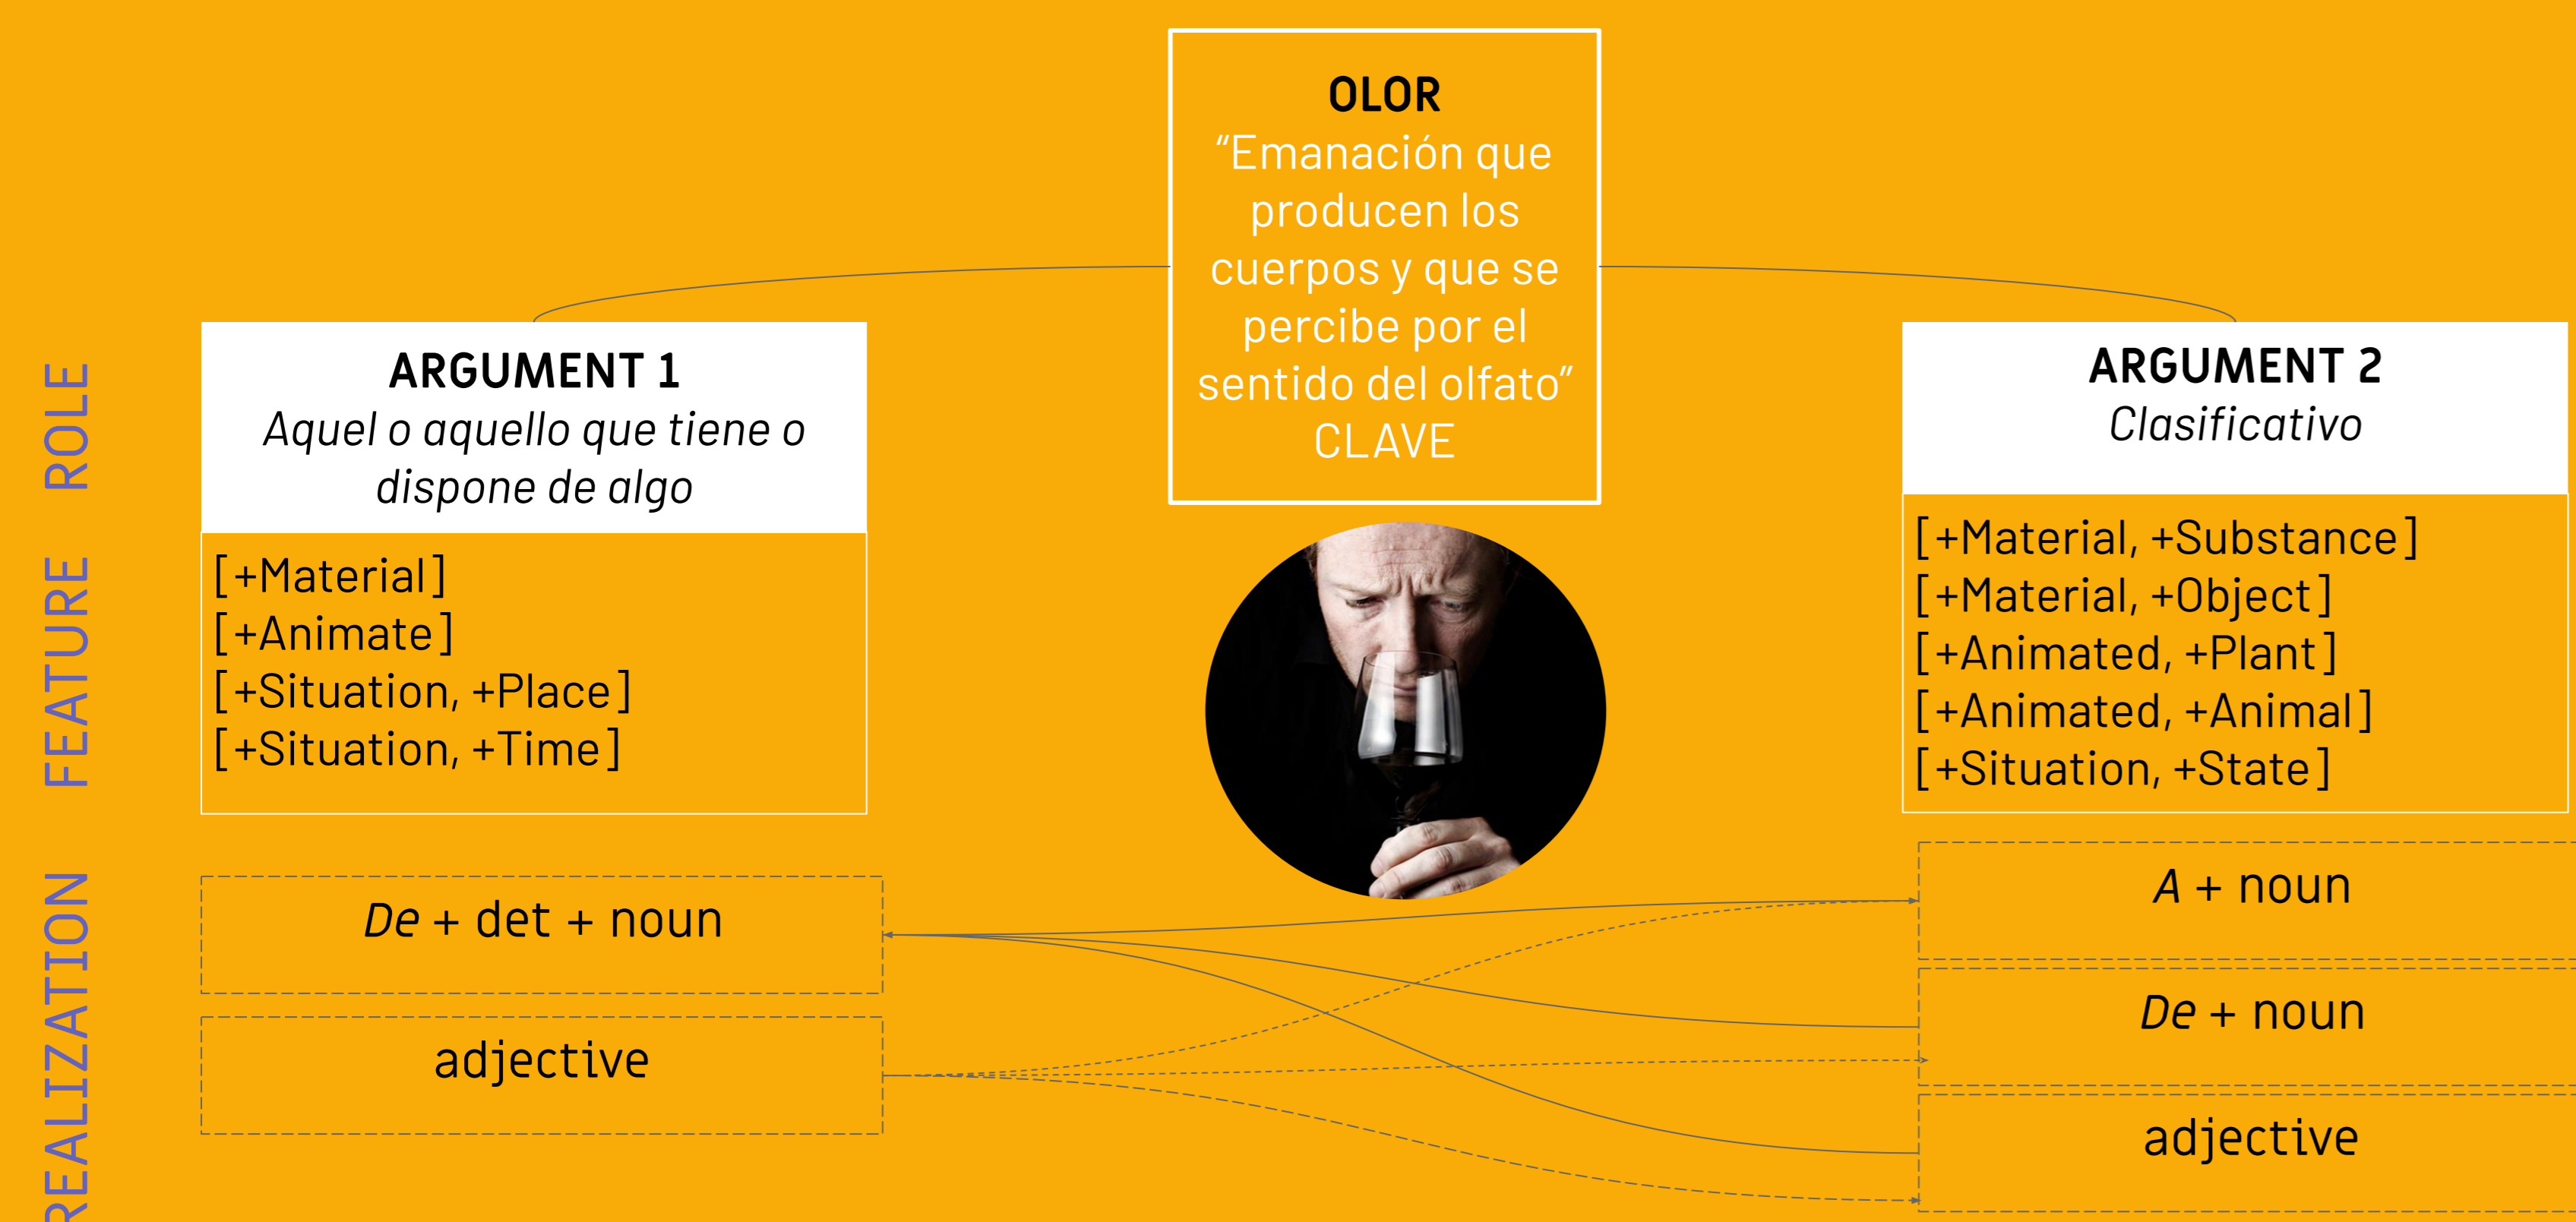 OLOR
“Emanación que
producen los
cuerpos y que se
percibe por el
sentido del olfato”
CLAVE
ROLE
ARGUMENT 1
Aquel o aquello que tiene o
dispone de algo
ARGUMENT 2
Clasificativo
FEATURE
[+Material]
[+Animate]
[+Situation, +Place]
[+Situation, +Time]
[+Material, +Substance]
[+Material, +Object]
[+Animated, +Plant]
[+Animated, +Animal]
[+Situation, +State]
REALIZATION
De + det + noun
adjective
A + noun
De + noun
adjective